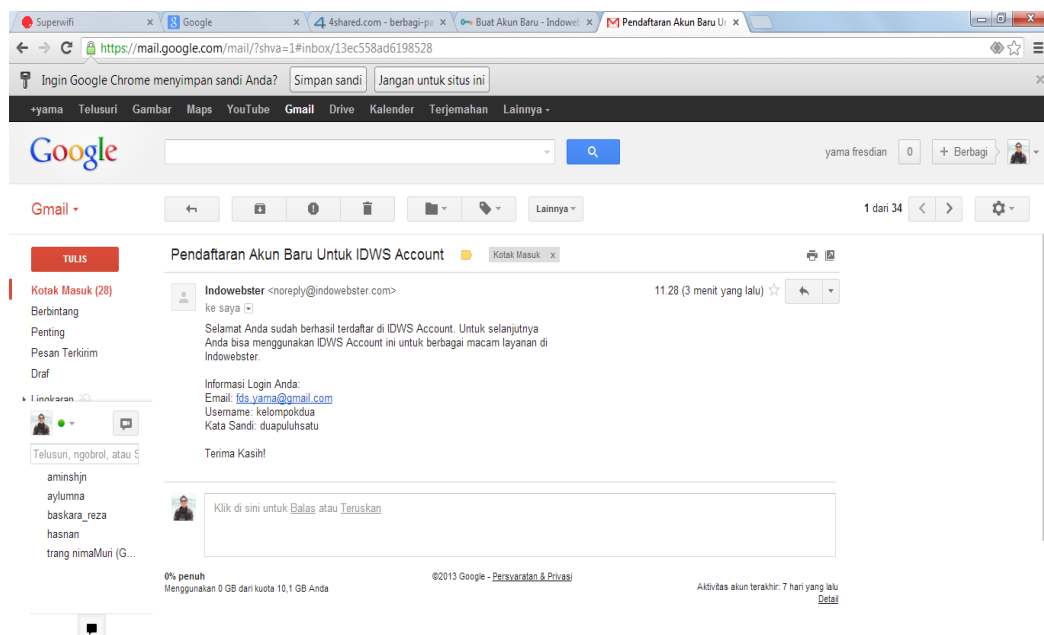 Superwifi
Google
4shared.com - berbagi-pa
Buat Akun Baru - Indoweb
Pendaftaran Akun Baru Un
https://mail.google.com/mail/?shva=1#inbox/13ec558ad6198528
Ingin Google Chrome menyimpan sandi Anda? Simpan sandi Jangan untuk situs ini
+yama Telusuri Gambar Maps YouTube Gmail Drive Kalender Terjemahan Lainnya
Google
yama fresdian 0 + Berbagi
Gmail
Lainnya
1 dari 34
TULIS
Pendaftaran Akun Baru Untuk IDWS Account Kotak Masuk x
Kotak Masuk (28)
Berbintang
Penting
Pesan Terkirim
Draf
Lingkaran
Indowebster <noreply@indowebster.com> 11.28 (3 menit yang lalu)
ke saya
Selamat Anda sudah berhasil terdaftar di IDWS Account. Untuk selanjutnya
Anda bisa menggunakan IDWS Account ini untuk berbagai macam layanan di
Indowebster.
Informasi Login Anda:
Email: fds.yama@gmail.com
Username: kelompokdua
Kata Sandi: duapuluhsatu
Terima Kasih!
Telusuri, ngobrol, atau S
aminshjn
aylumna
baskara_reza
hasnan
trang nimaMuri (G...
Klik di sini untuk Balas atau Teruskan
0% penuh
Menggunakan 0 GB dari kuota 10,1 GB Anda
©2013 Google - Persyaratan & Privasi
Aktivitas akun terakhir: 7 hari yang lalu
Detail